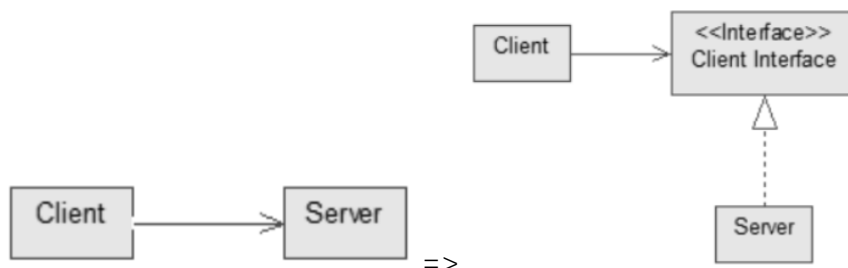 Client
Server
=>
Client
<<Interface>>
Client Interface
Server